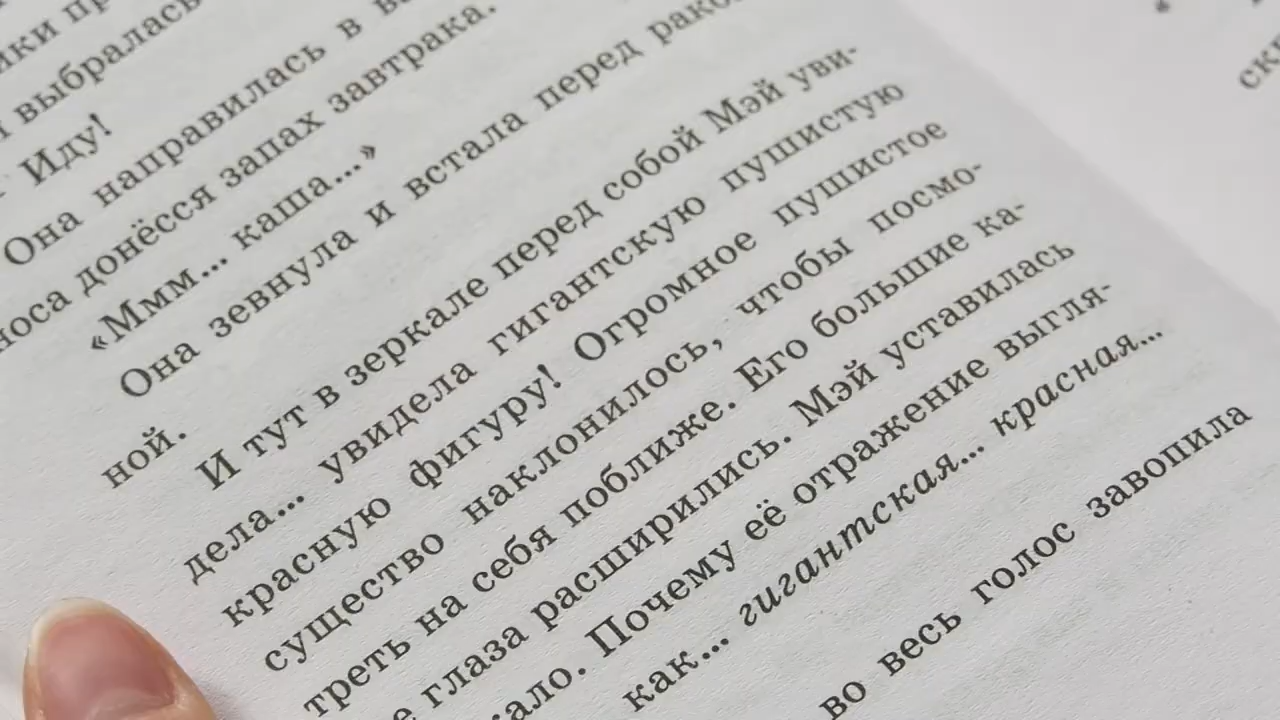 выбралась
Иду!
Она направилась в
носа донёсся запах завтрака.
«Ммм... каша...»
Она зевнула и встала перед рако-
ной.
И тут в зеркале перед собой Мэй уви-
дела... увидела гигантскую пушистую
красную фигуру! Огромное пушистое
существо наклонилось, чтобы посмо-
треть на себя поближе. Его большие ка-
е глаза расширились. Мэй уставилась
Почему её отражение выгля-
как... гигантская... красная...
во весь голос завопила